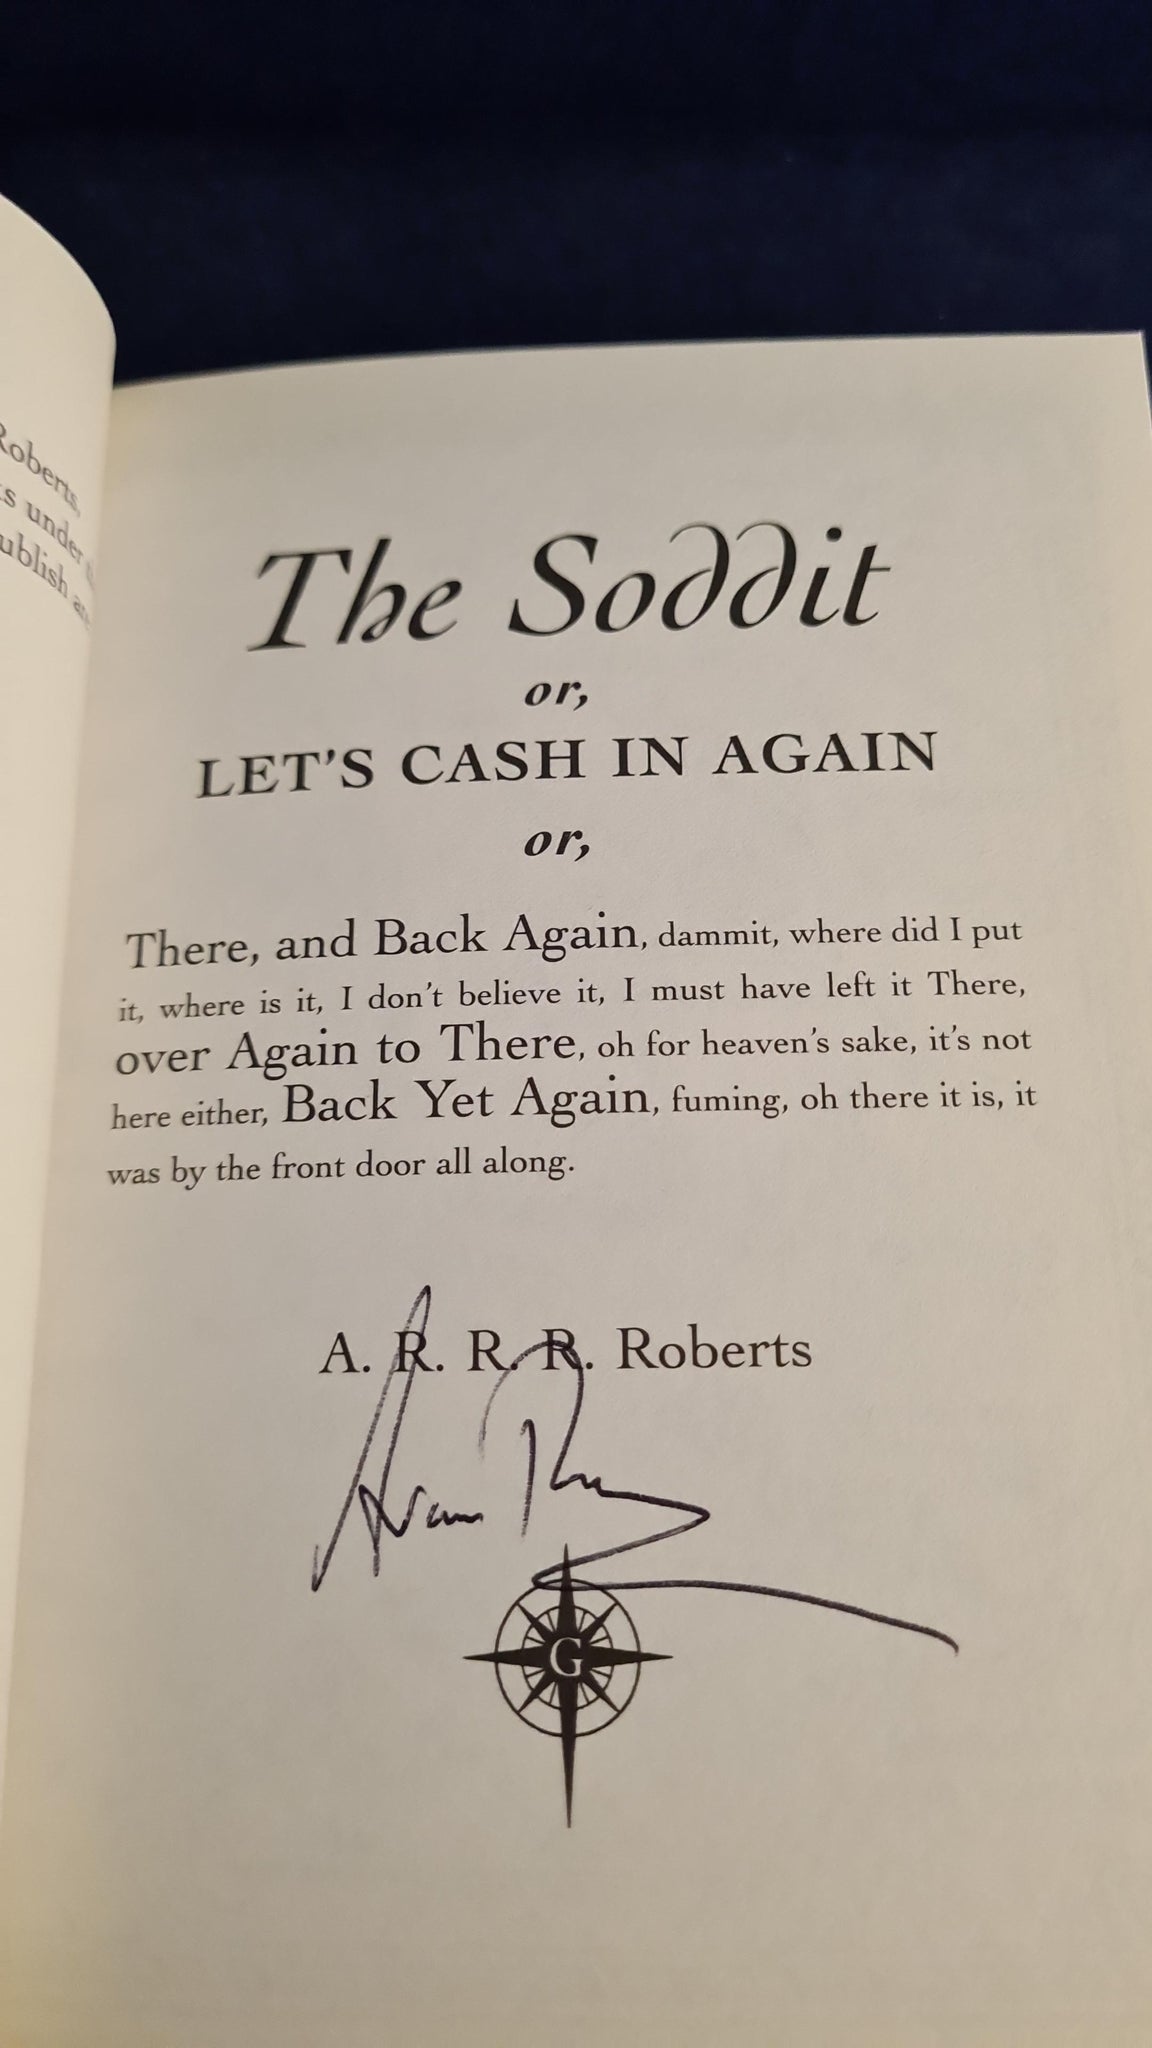 Roberts,
under
The Soddit
or,
LET'S CASH IN AGAIN
or,
There, and Back Again, dammit, where did I put
it, where is it, I don't believe it, I must have left it There,
over Again to There, oh for heaven's sake, it's not
here either, Back Yet Again, fuming, oh there it is, it
was by the front door all along.
A. R. R. R. Roberts
G